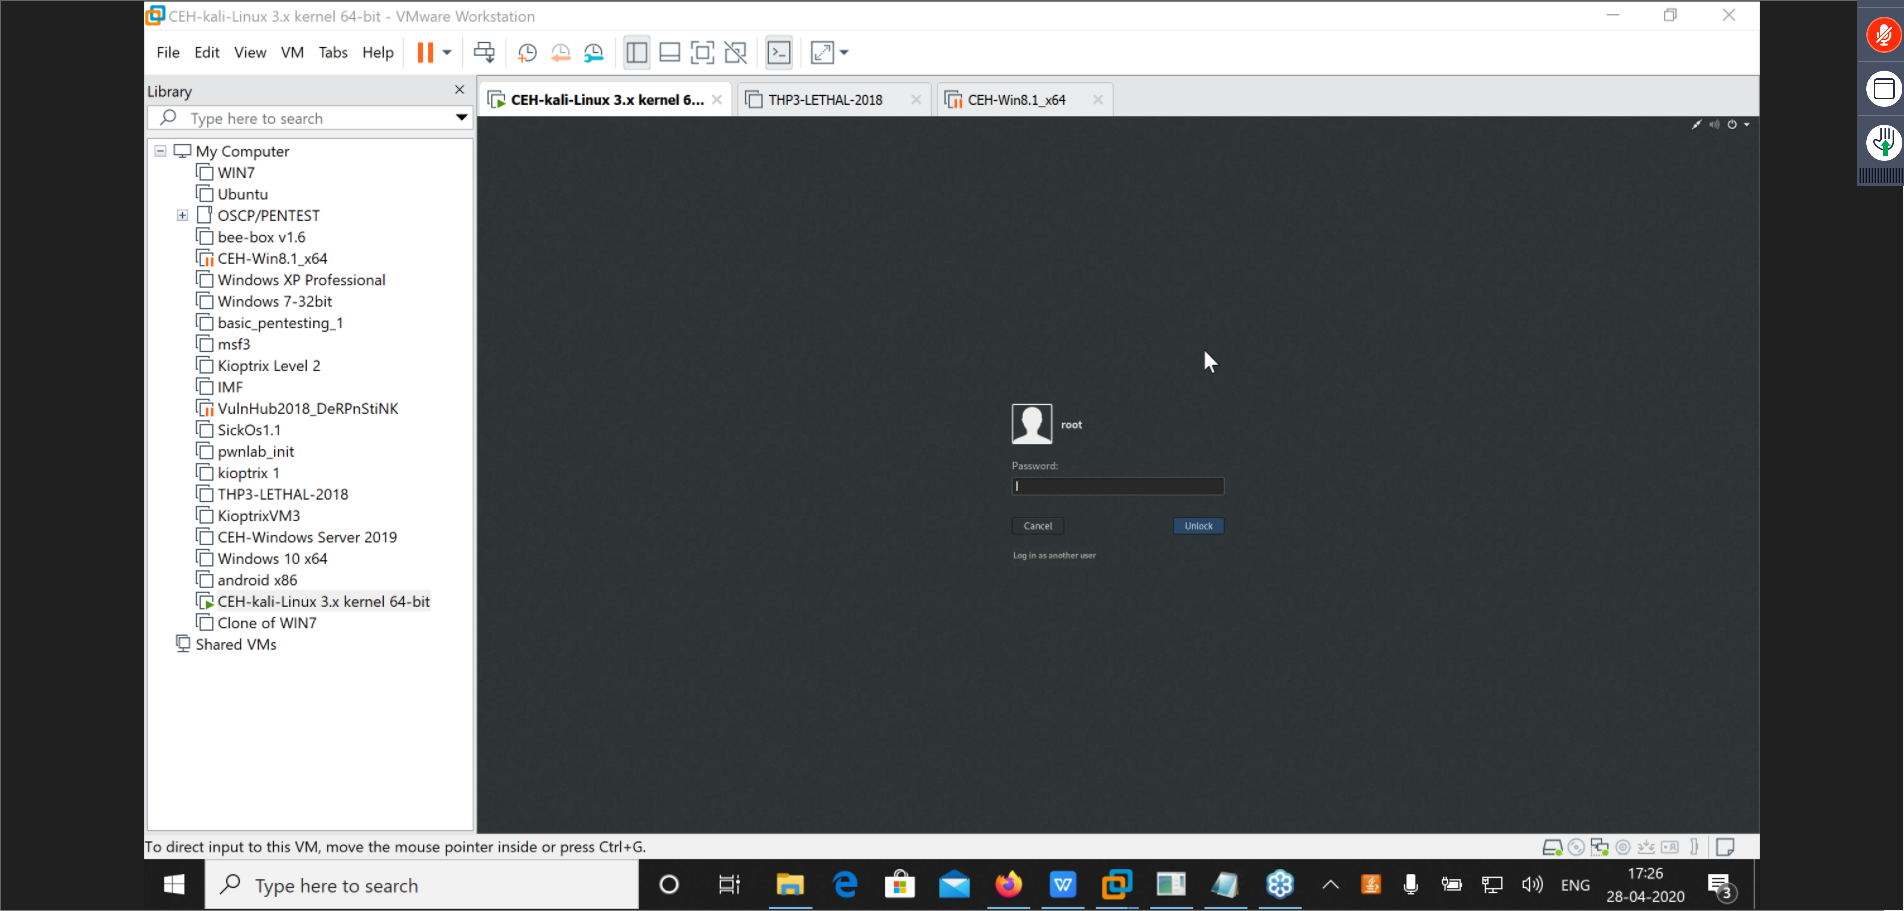 CEH-kali-Linux 3.x kernel 64-bit - VMware Workstation
File Edit View VM Tabs Help
Library
Type here to search
CEH-kali-Linux 3.x kernel 6...
THP3-LETHAL-2018
CEH-Win8.1_x64
My Computer
WIN7
Ubuntu
OSCP/PENTEST
bee-box v1.6
CEH-Win8.1_x64
Windows XP Professional
Windows 7-32bit
basic_pentesting_1
msf3
Kioptrix Level 2
IMF
VulnHub2018_DeRPnStiNK
SickOs1.1
pwnlab_init
kioptrix 1
THP3-LETHAL-2018
KioptrixVM3
CEH-Windows Server 2019
Windows 10 x64
android x86
CEH-kali-Linux 3.x kernel 64-bit
Clone of WIN7
Shared VMs
root
Password:
Cancel Unlock
Log in as another user
To direct input to this VM, move the mouse pointer inside or press Ctrl+G.
Type here to search
ENG
17:26
28-04-2020
3